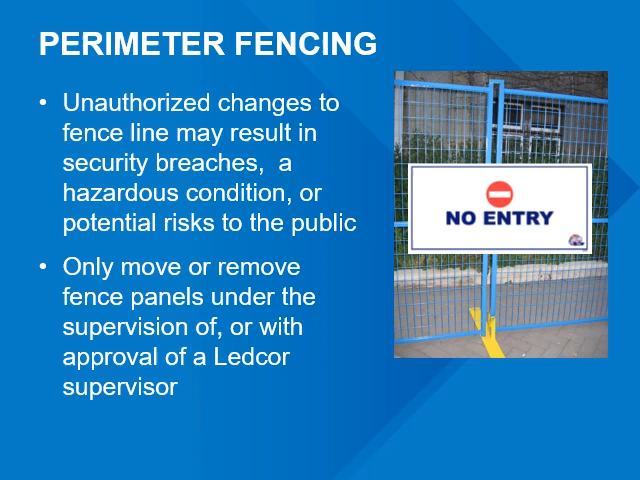 PERIMETER FENCING
• Unauthorized changes to
fence line may result in
security breaches,  a
hazardous condition, or
potential risks to the public
• Only move or remove
fence panels under the
supervision of, or with
approval of a Ledcor
supervisor
NO ENTRY